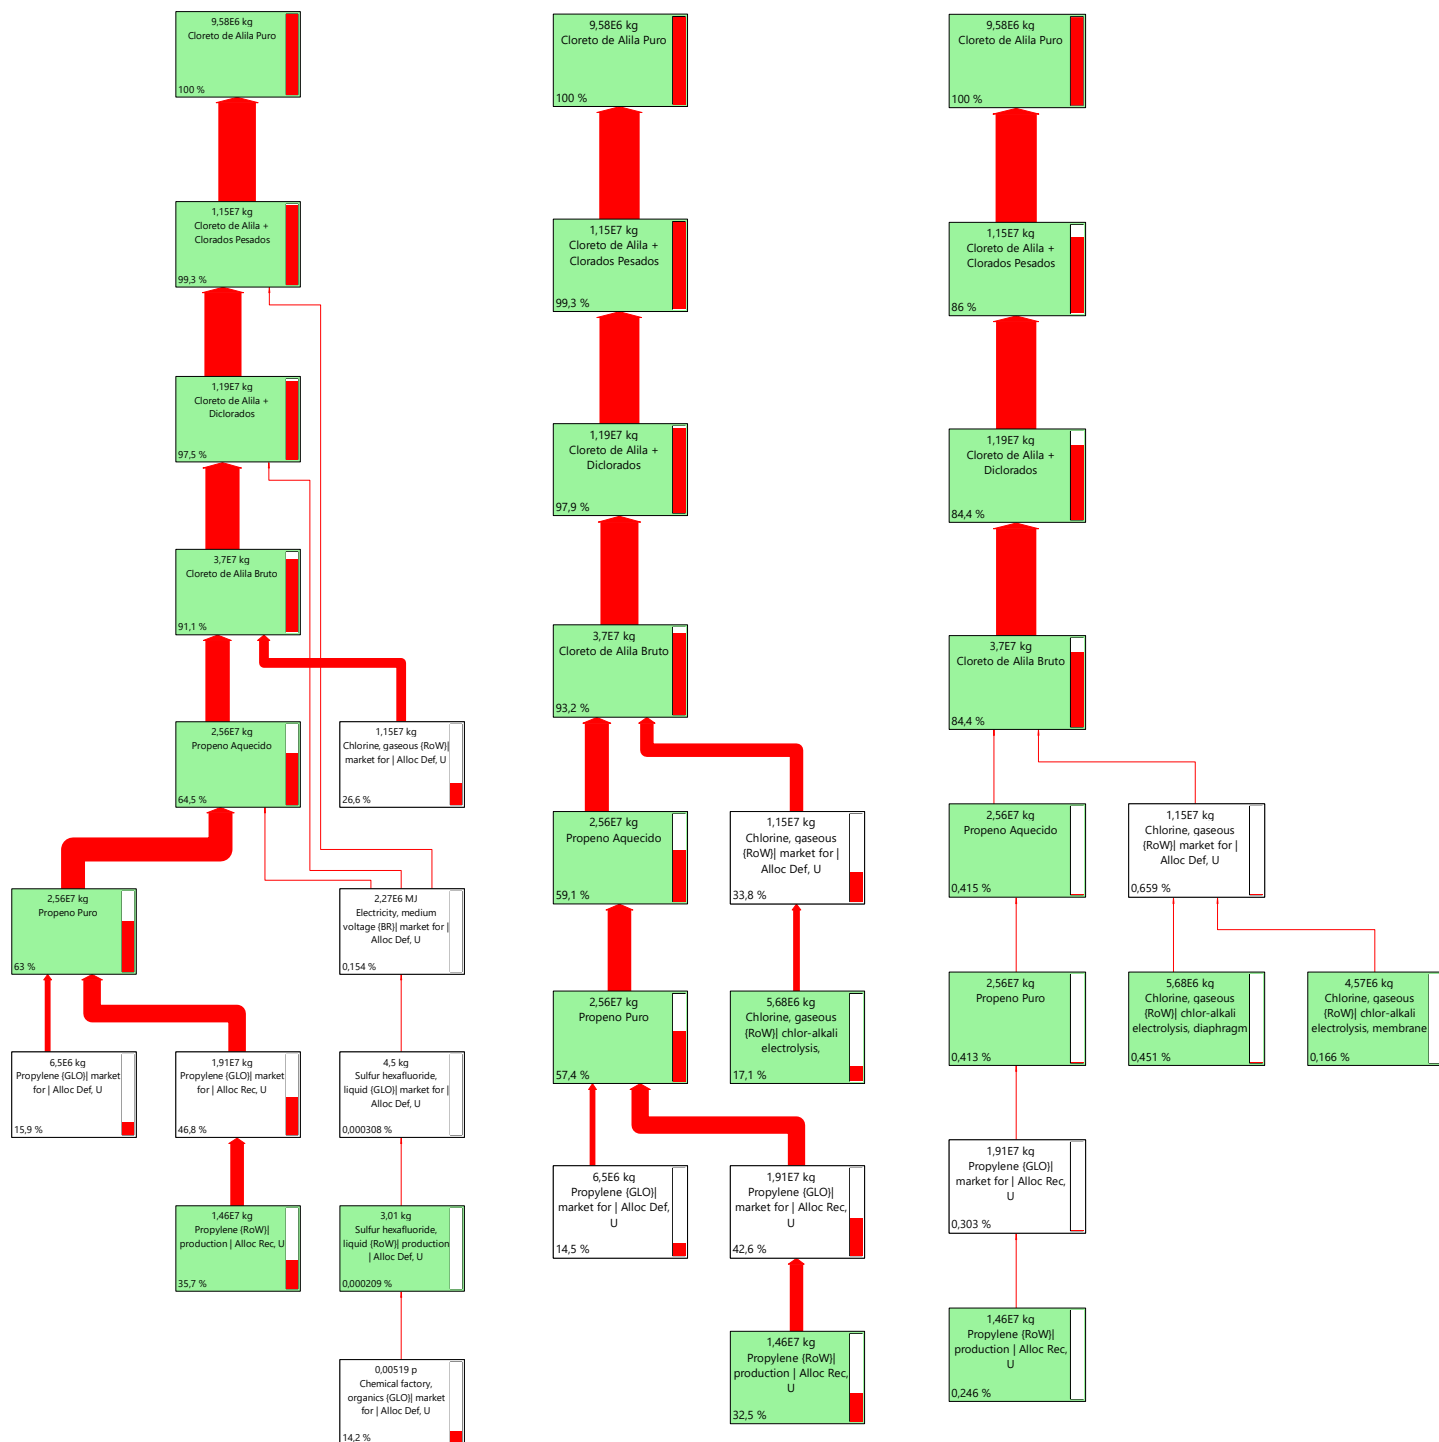 9,58E6 kg
Cloreto de Alila Puro
100 %
1,15E7 kg
Cloreto de Alila +
Clorados Pesados
99,3 %
1,19E7 kg
Cloreto de Alila +
Diclorados
97,5 %
3,7E7 kg
Cloreto de Alila Bruto
91,1 %
2,56E7 kg
Propeno Aquecido
64,5 %
1,15E7 kg
Chlorine, gaseous {RoW}|
market for | Alloc Def, U
26,6 %
2,56E7 kg
Propeno Puro
63 %
2,27E6 MJ
Electricity, medium
voltage {BR}| market for |
Alloc Def, U
0,154 %
6,5E6 kg
Propylene {GLO}| market
for | Alloc Def, U
15,9 %
1,91E7 kg
Propylene {GLO}| market
for | Alloc Rec, U
46,8 %
4,5 kg
Sulfur hexafluoride,
liquid {GLO}| market for |
Alloc Def, U
0,000308 %
1,46E7 kg
Propylene {RoW}|
production | Alloc Rec, U
35,7 %
3,01 kg
Sulfur hexafluoride,
liquid {RoW}| production
| Alloc Def, U
0,000209 %
0,00519 p
Chemical factory,
organics {GLO}| market
for | Alloc Def, U
14,2 %
9,58E6 kg
Cloreto de Alila Puro
100 %
1,15E7 kg
Cloreto de Alila +
Clorados Pesados
99,3 %
1,19E7 kg
Cloreto de Alila +
Diclorados
97,9 %
3,7E7 kg
Cloreto de Alila Bruto
93,2 %
2,56E7 kg
Propeno Aquecido
59,1 %
1,15E7 kg
Chlorine, gaseous
{RoW}| market for |
Alloc Def, U
33,8 %
2,56E7 kg
Propeno Puro
57,4 %
5,68E6 kg
Chlorine, gaseous
{RoW}| chlor-alkali
electrolysis,
17,1 %
6,5E6 kg
Propylene {GLO}|
market for | Alloc Def,
U
14,5 %
1,91E7 kg
Propylene {GLO}|
market for | Alloc Rec,
U
42,6 %
1,46E7 kg
Propylene {RoW}|
production | Alloc Rec,
U
32,5 %
9,58E6 kg
Cloreto de Alila Puro
100 %
1,15E7 kg
Cloreto de Alila +
Clorados Pesados
86 %
1,19E7 kg
Cloreto de Alila +
Diclorados
84,4 %
3,7E7 kg
Cloreto de Alila Bruto
84,4 %
2,56E7 kg
Propeno Aquecido
0,415 %
1,15E7 kg
Chlorine, gaseous
{RoW}| market for |
Alloc Def, U
0,659 %
2,56E7 kg
Propeno Puro
0,413 %
5,68E6 kg
Chlorine, gaseous
{RoW}| chlor-alkali
electrolysis, diaphragm
0,451 %
4,57E6 kg
Chlorine, gaseous
{RoW}| chlor-alkali
electrolysis, membrane
0,166 %
1,91E7 kg
Propylene {GLO}|
market for | Alloc Rec,
U
0,303 %
1,46E7 kg
Propylene {RoW}|
production | Alloc Rec,
U
0,246 %